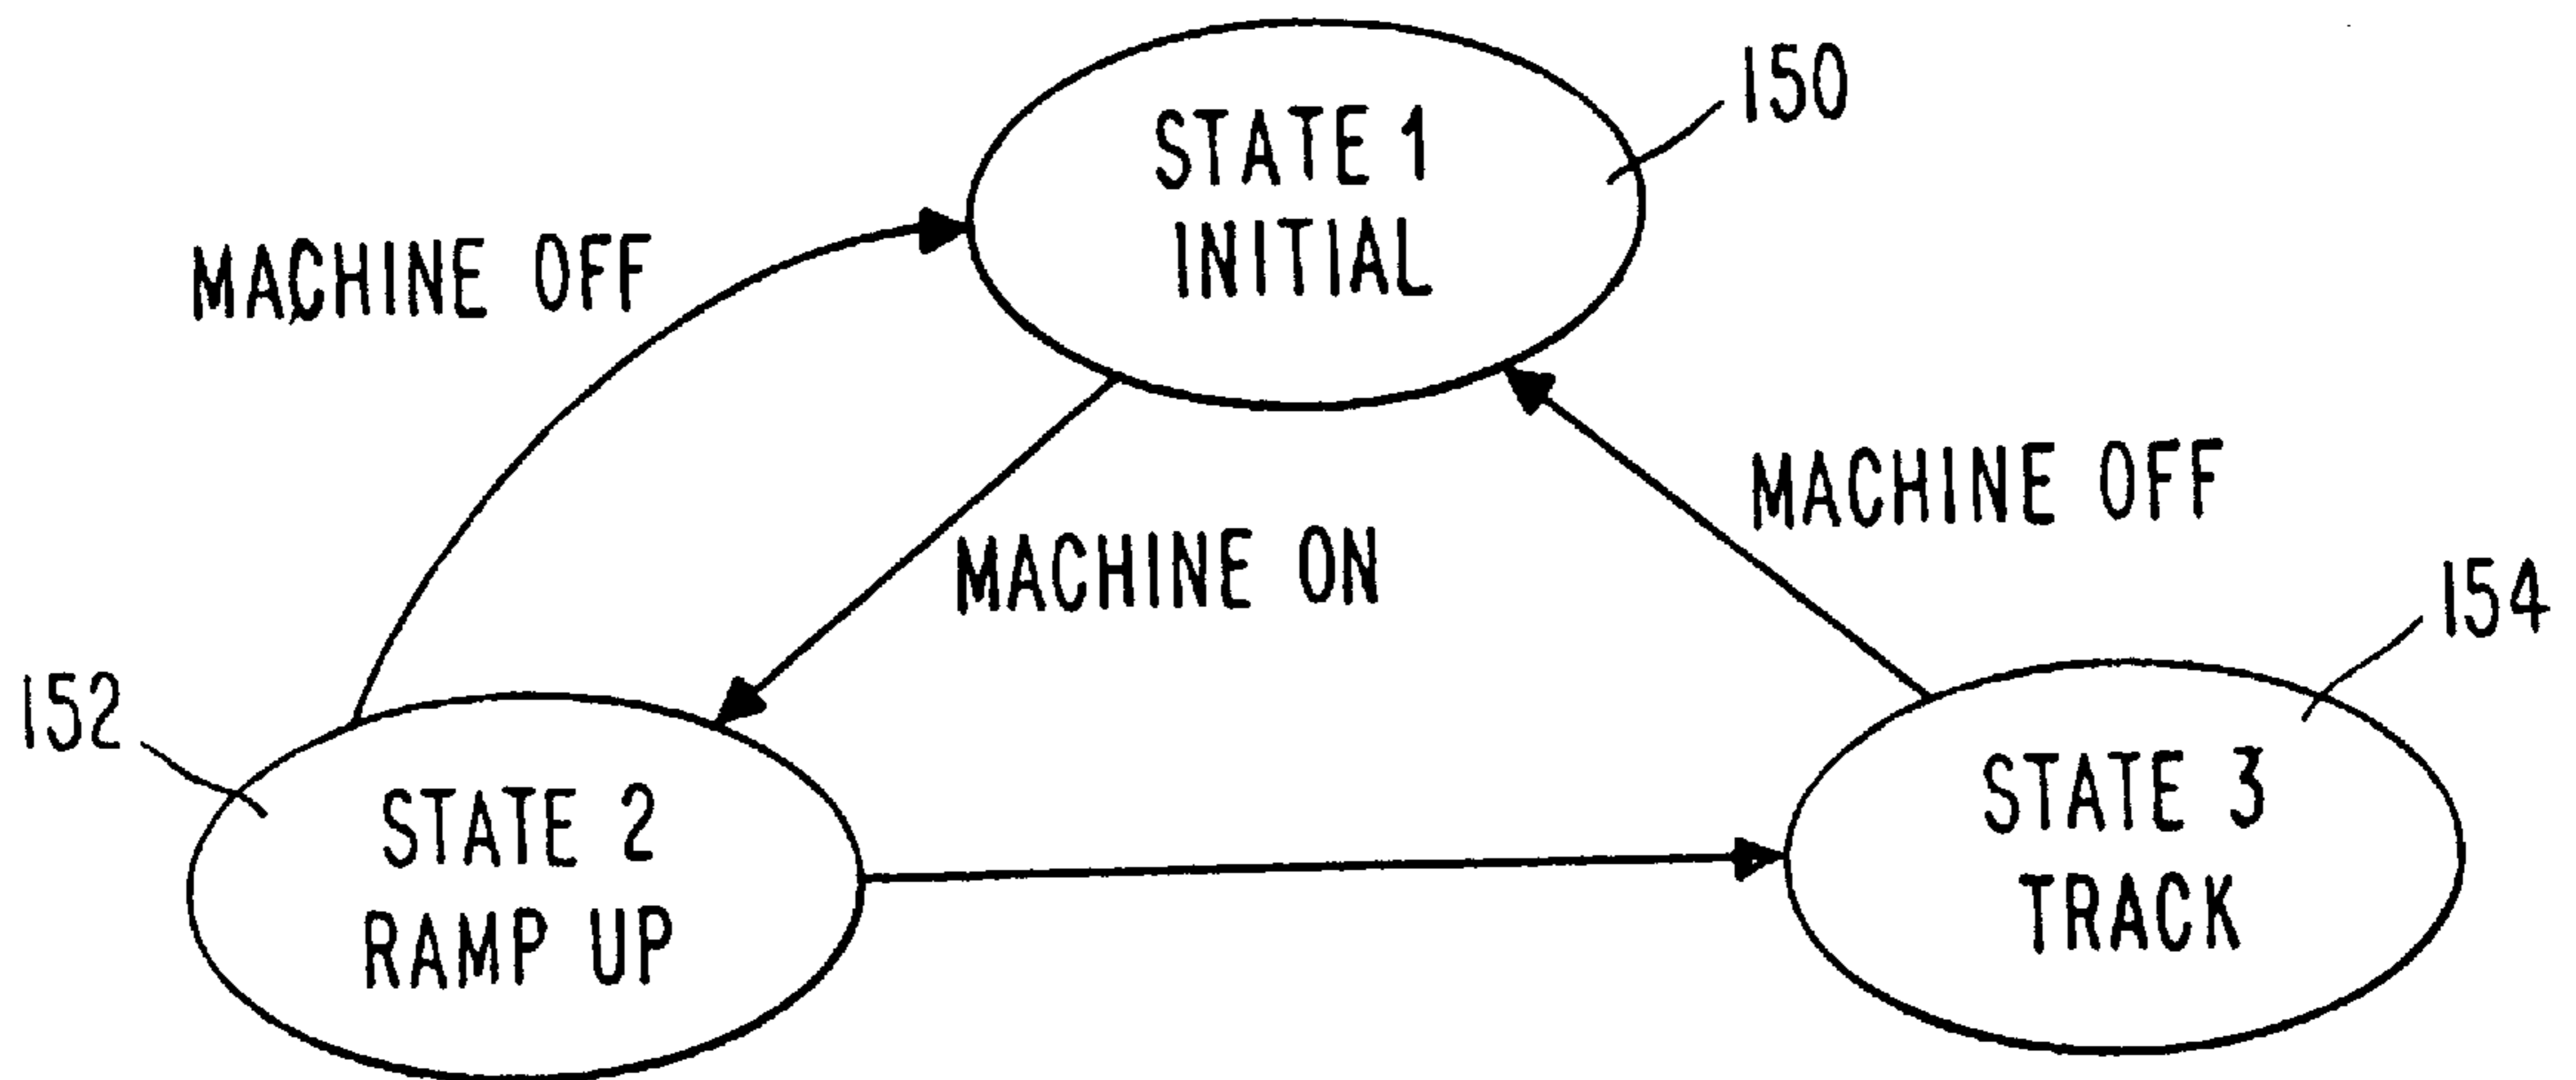 150
STATE 1
INITIAL
MACHINE OFF
MACHINE ON
MACHINE OFF
154
152
STATE 2
RAMP UP
STATE 3
TRACK